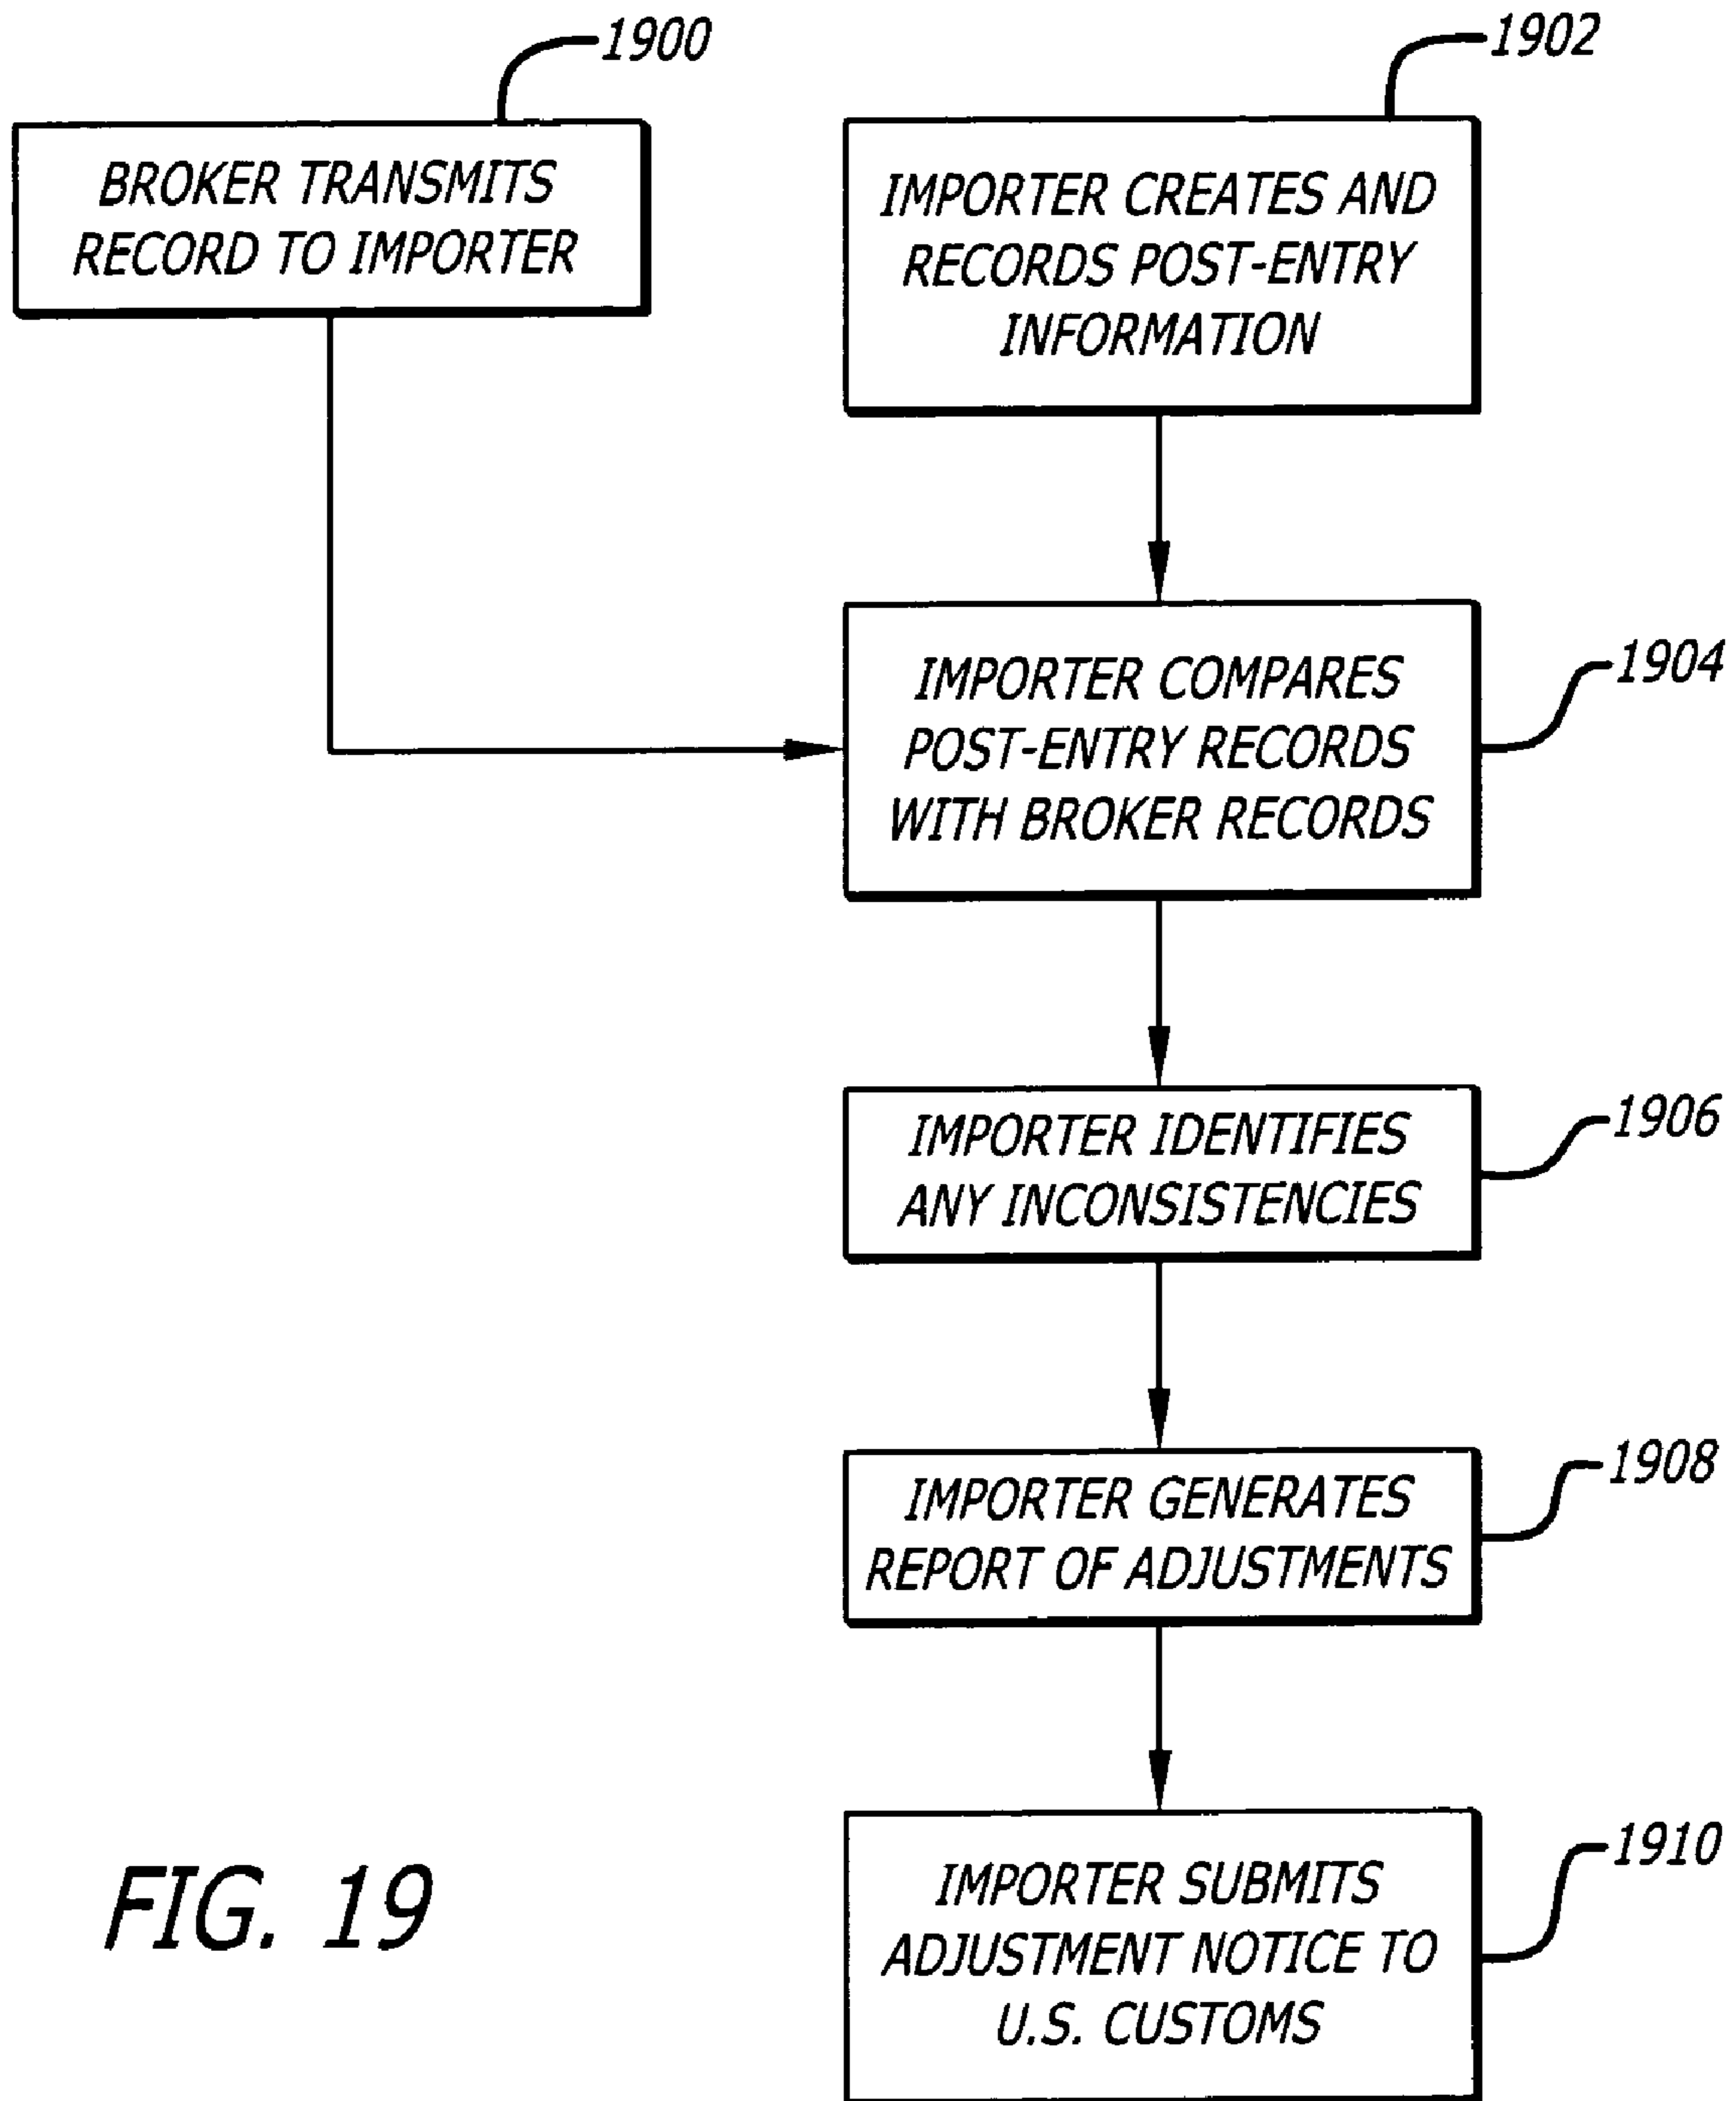 1900
BROKER TRANSMITS
RECORD TO IMPORTER
1902
IMPORTER CREATES AND
RECORDS POST-ENTRY
INFORMATION
1904
IMPORTER COMPARES
POST-ENTRY RECORDS
WITH BROKER RECORDS
1906
IMPORTER IDENTIFIES
ANY INCONSISTENCIES
1908
IMPORTER GENERATES
REPORT OF ADJUSTMENTS
1910
IMPORTER SUBMITS
ADJUSTMENT NOTICE TO
U.S. CUSTOMS
FIG. 19